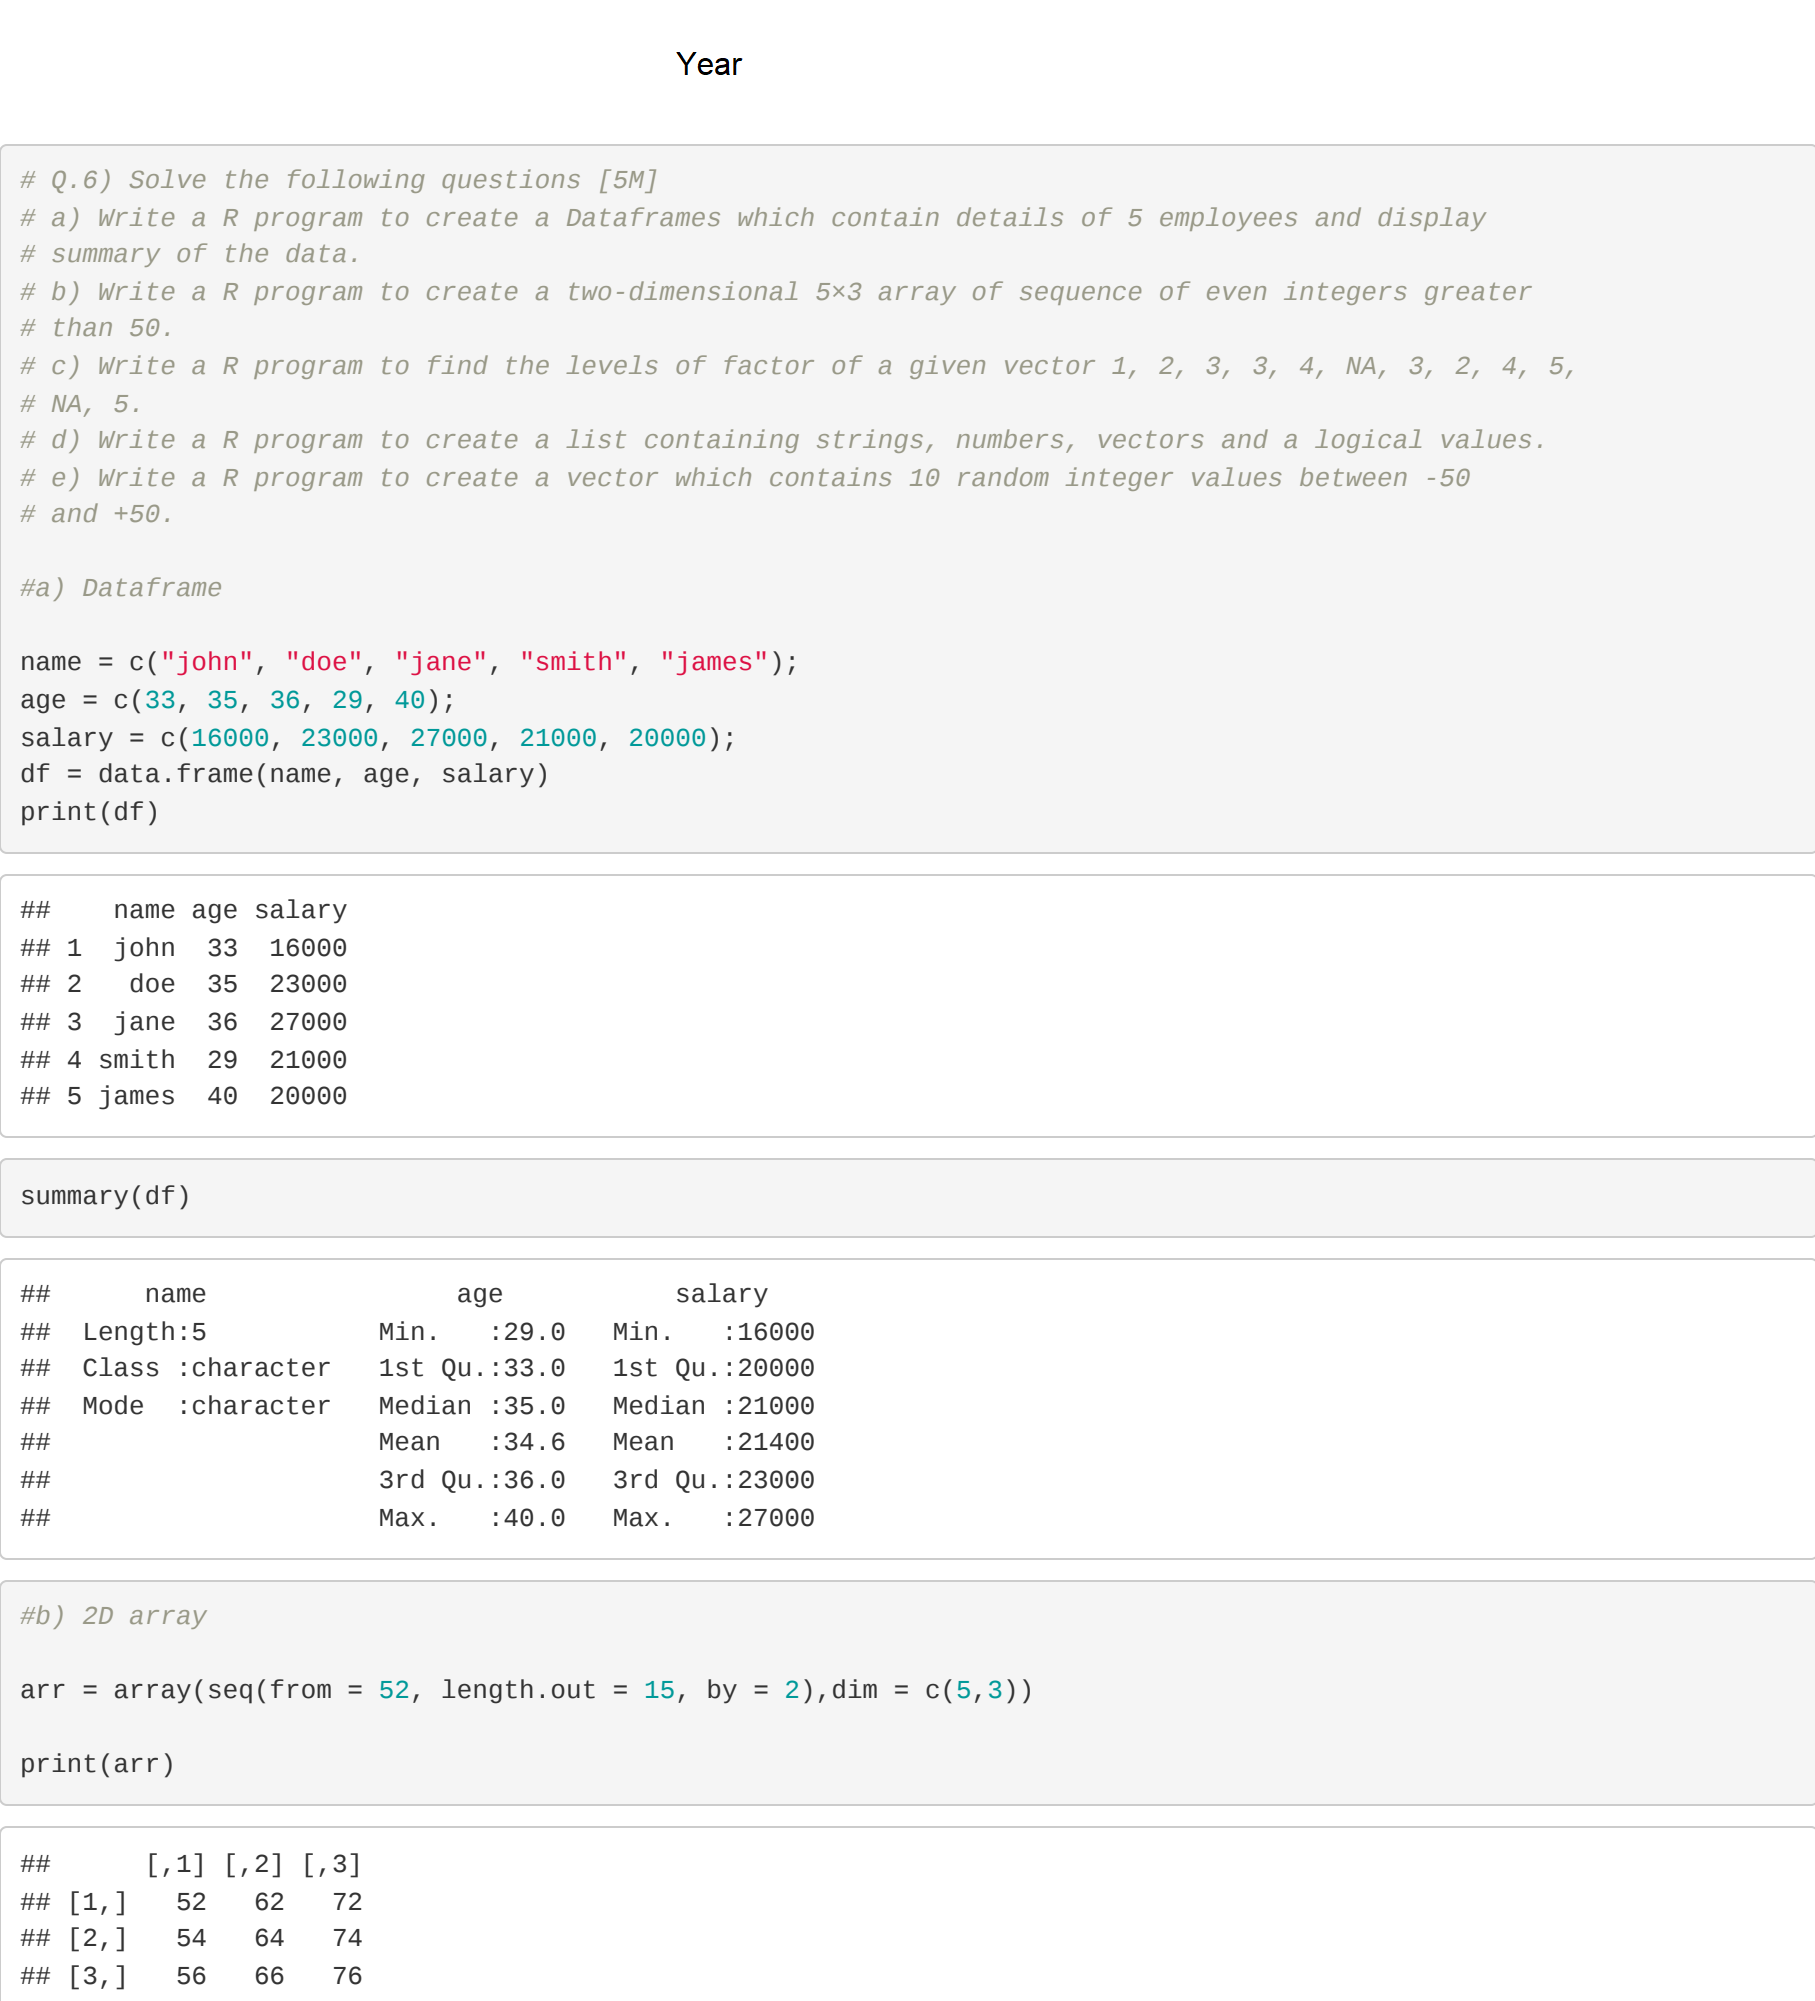 Year
# Q.6) Solve the following questions [5M]
# a) Write a R program to create a Dataframes which contain details of 5 employees and display
# summary of the data.
# b) Write a R program to create a two-dimensional 5×3 array of sequence of even integers greater
# than 50.
# c) Write a R program to find the levels of factor of a given vector 1, 2, 3, 3, 4, NA, 3, 2, 4, 5,
# NA, 5.
# d) Write a R program to create a list containing strings, numbers, vectors and a logical values.
# e) Write a R program to create a vector which contains 10 random integer values between -50
# and +50.
#a) Dataframe
name = c("john", "doe", "jane", "smith", "james");
age = c(33, 35, 36, 29, 40);
salary = c(16000, 23000, 27000, 21000, 20000);
df = data.frame(name, age, salary)
print(df)
##    name age salary
## 1  john  33  16000
## 2   doe  35  23000
## 3  jane  36  27000
## 4 smith  29  21000
## 5 james  40  20000
summary(df)
##      name                age           salary
##  Length:5           Min.   :29.0   Min.   :16000
##  Class :character   1st Qu.:33.0   1st Qu.:20000
##  Mode  :character   Median :35.0   Median :21000
##                     Mean   :34.6   Mean   :21400
##                     3rd Qu.:36.0   3rd Qu.:23000
##                     Max.   :40.0   Max.   :27000
#b) 2D array
arr = array(seq(from = 52, length.out = 15, by = 2),dim = c(5,3))
print(arr)
##      [,1] [,2] [,3]
## [1,]   52   62   72
## [2,]   54   64   74
## [3,]   56   66   76